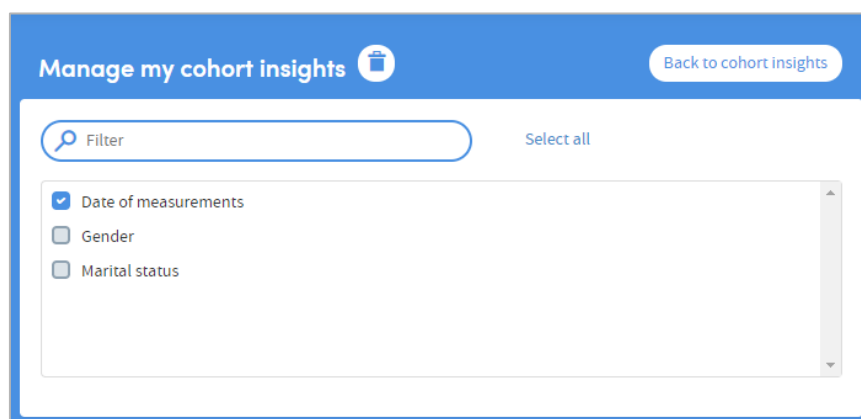 Manage my cohort insights
Back to cohort insights
Filter
Select all
Date of measurements
Gender
Marital status